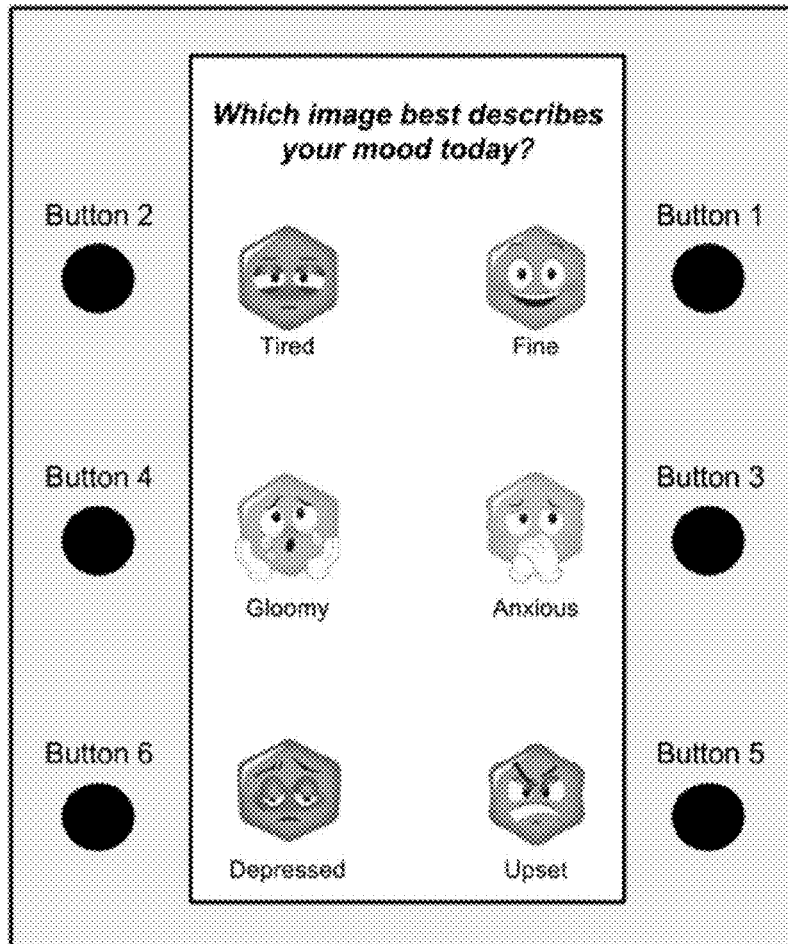 Which image best describes
your mood today?
Button 2
Button 1
Tired
Fine
Button 4
Button 3
Gloomy
Anxious
Button 6
Button 5
Depressed
Upset